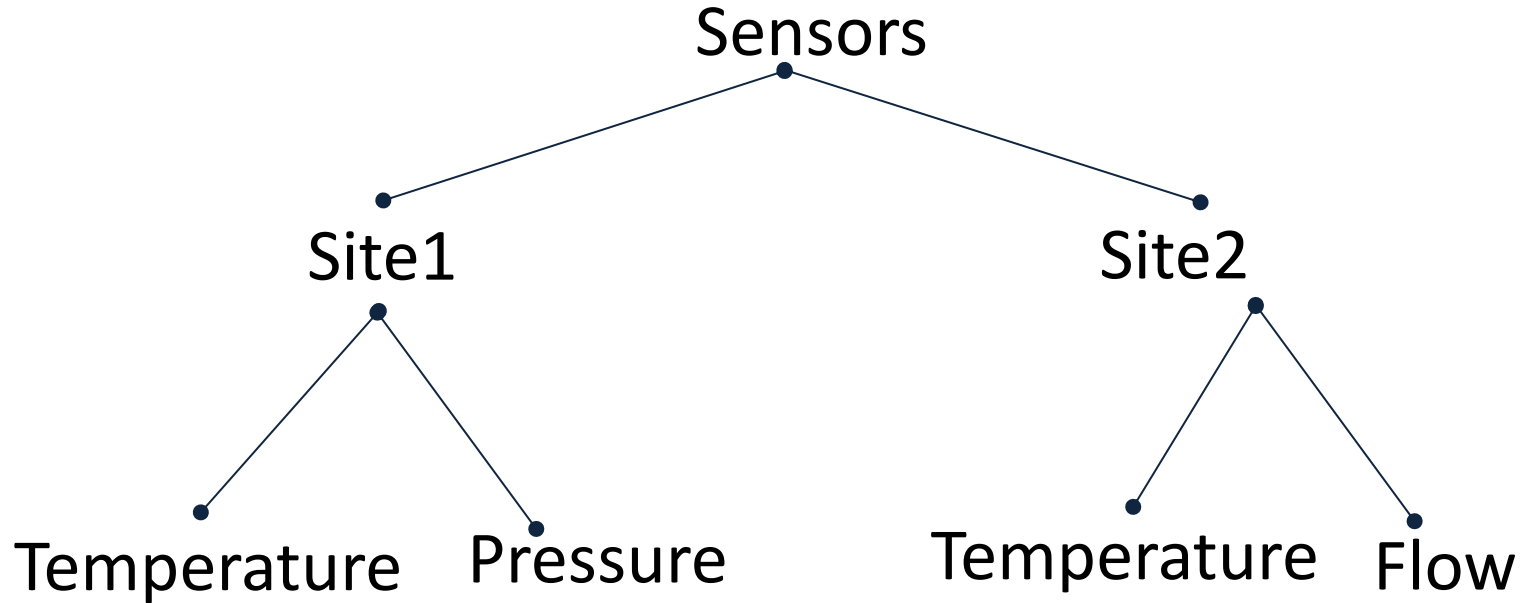 Sensors
Site1
Site2
Temperature
Pressure
Temperature
Flow